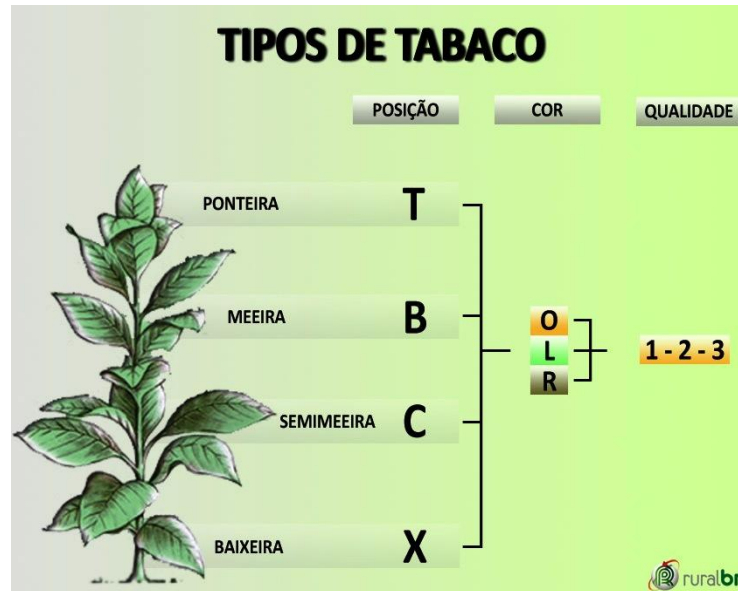 TIPOS DE TABACO
POSIÇÃO COR QUALIDADE
PONTEIRA T
MEEIRA B
O
L 1 - 2 - 3
R
SEMIMEEIRA C
BAIXEIRA X
ruralbr